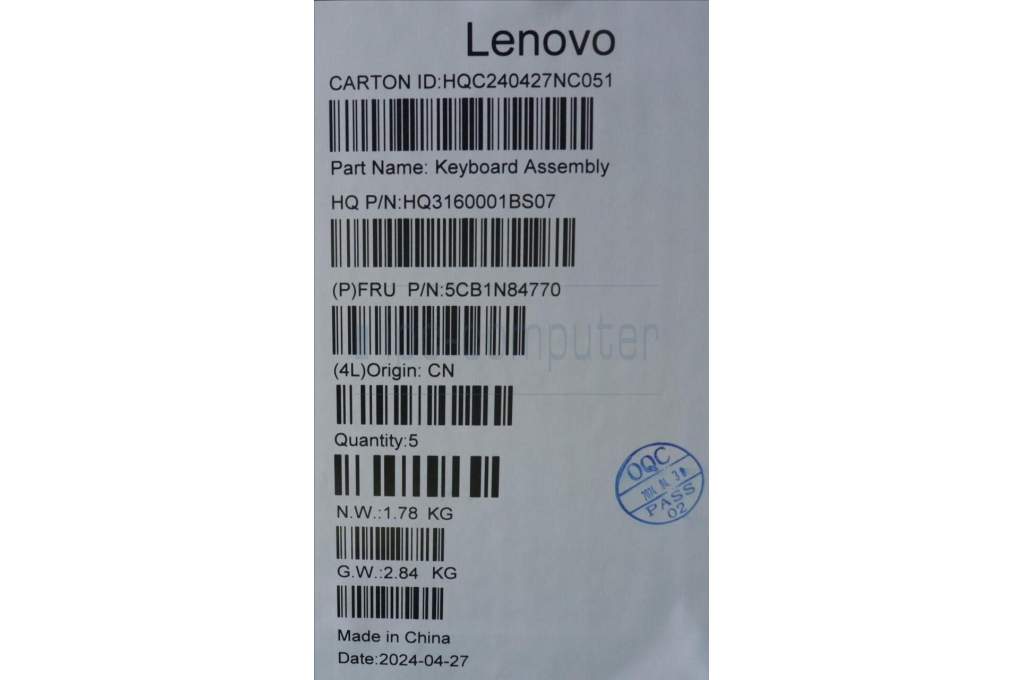 Lenovo
CARTON ID:HQC240427NC051
Part Name: Keyboard Assembly
HQ P/N:HQ3160001BS07
(P)FRU P/N:5CB1N84770
computer
(4L)Origin: CN
Quantity:5
OQC
PASS
02
N.W.:1.78 KG
G.W.:2.84 KG
Made in China
Date:2024-04-27